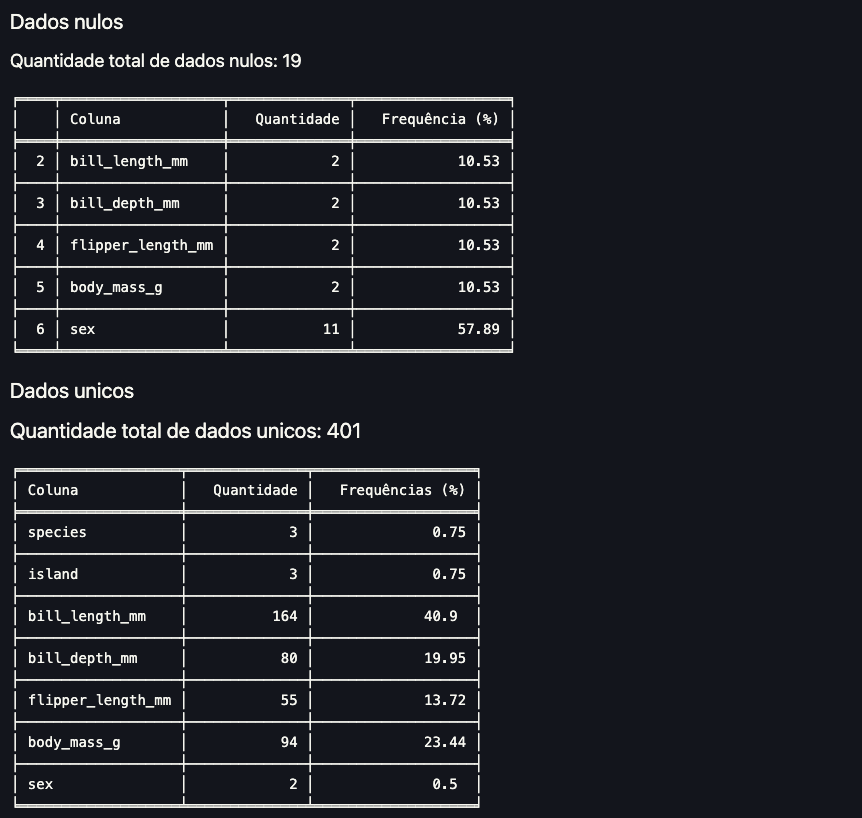 Dados nulos
Quantidade total de dados nulos: 19
Coluna Quantidade Frequência (%)
2 bill_length_mm 2 10.53
3 bill_depth_mm 2 10.53
4 flipper_length_mm 2 10.53
5 body_mass_g 2 10.53
6 sex 11 57.89
Dados unicos
Quantidade total de dados unicos: 401
Coluna Quantidade Frequências (%)
species 3 0.75
island 3 0.75
bill_length_mm 164 40.9
bill_depth_mm 80 19.95
flipper_length_mm 55 13.72
body_mass_g 94 23.44
sex 2 0.5